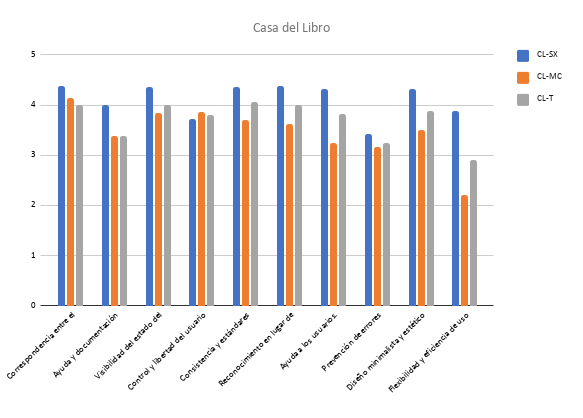 Casa del Libro
CL-SX
CL-MC
CL-T
5
4
3
2
1
0
Correspondencia entre el
Ayuda y documentación
Visibilidad del estado del
Control y libertad del usuario
Consistencia y estándares
Reconocimiento en lugar de
Ayuda a los usuarios.
Prevención de errores
Diseño minimalista y estético
Flexibilidad y eficiencia de uso